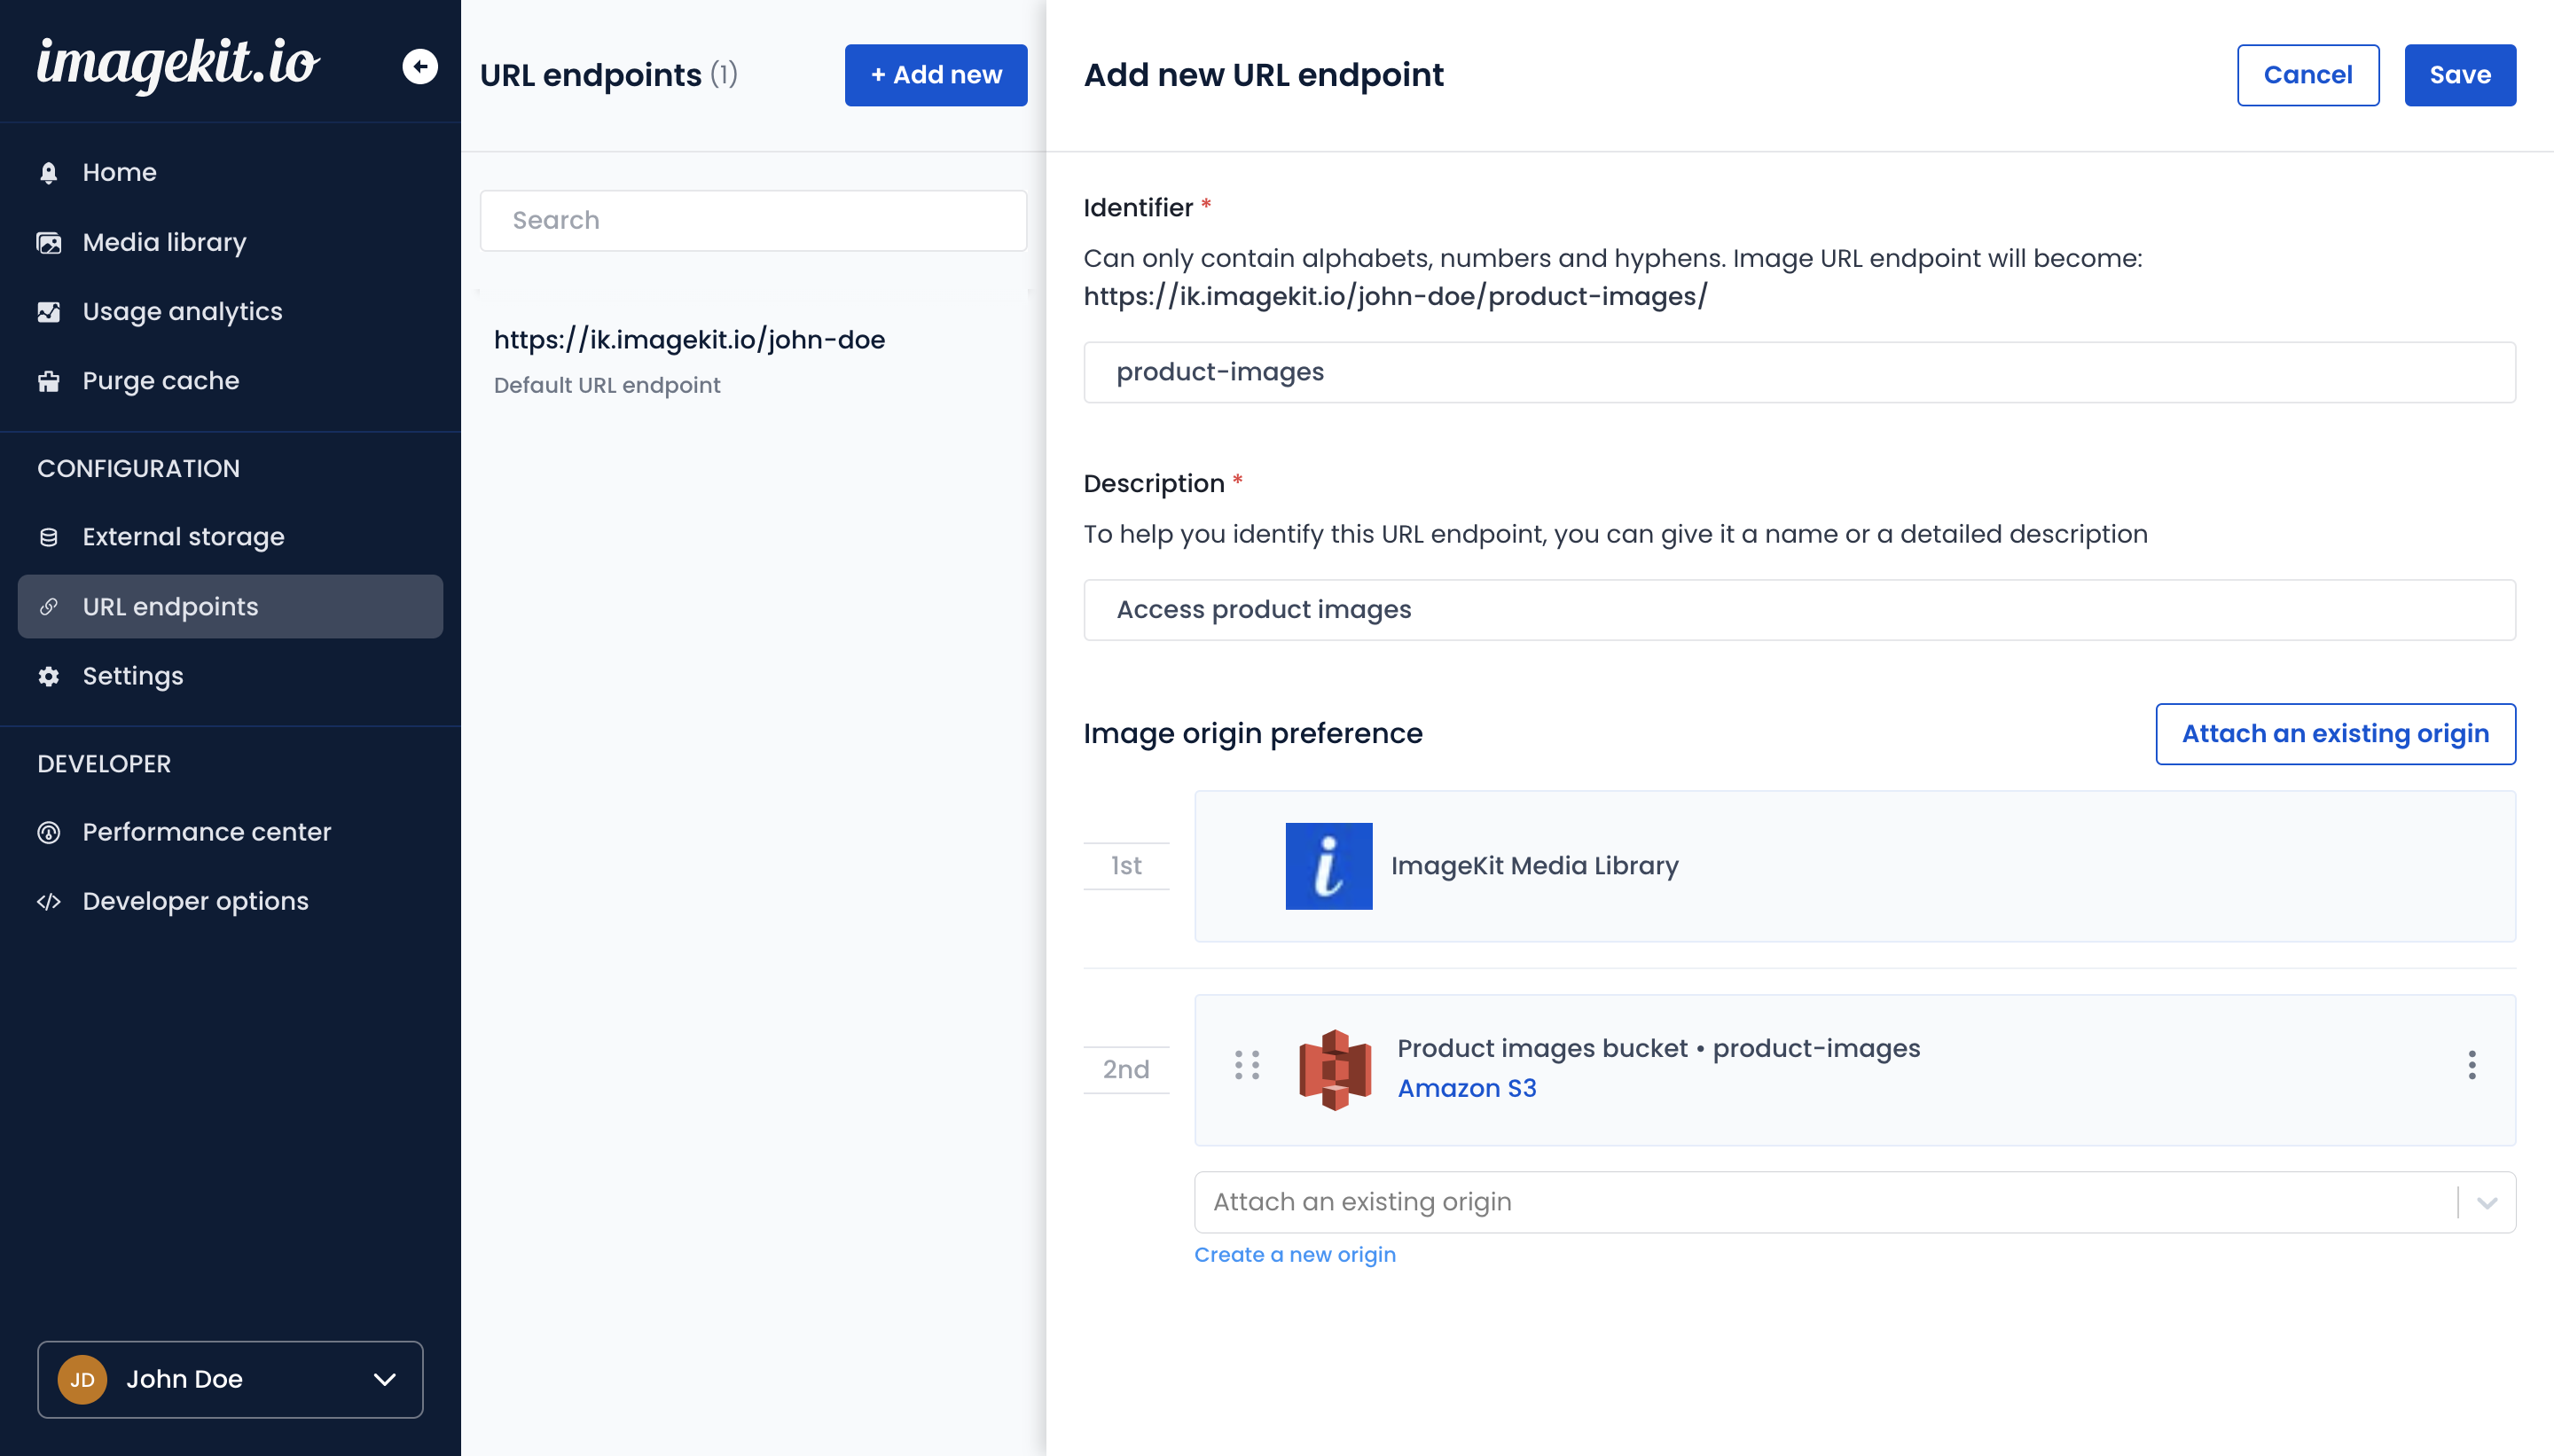 imagekit.io
Home
Media library
Usage analytics
Purge cache
CONFIGURATION
External storage
URL endpoints
Settings
DEVELOPER
Performance center
Developer options
JD
John Doe
URL endpoints (1)
+ Add new
Search
https://ik.imagekit.io/john-doe
Default URL endpoint
Add new URL endpoint
Cancel
Save
Identifier *
Can only contain alphabets, numbers and hyphens. Image URL endpoint will become:
https://ik.imagekit.io/john-doe/product-images/
product-images
Description *
To help you identify this URL endpoint, you can give it a name or a detailed description
Access product images
Image origin preference
Attach an existing origin
1st
i
ImageKit Media Library
2nd
Product images bucket • product-images
Amazon S3
Attach an existing origin
Create a new origin